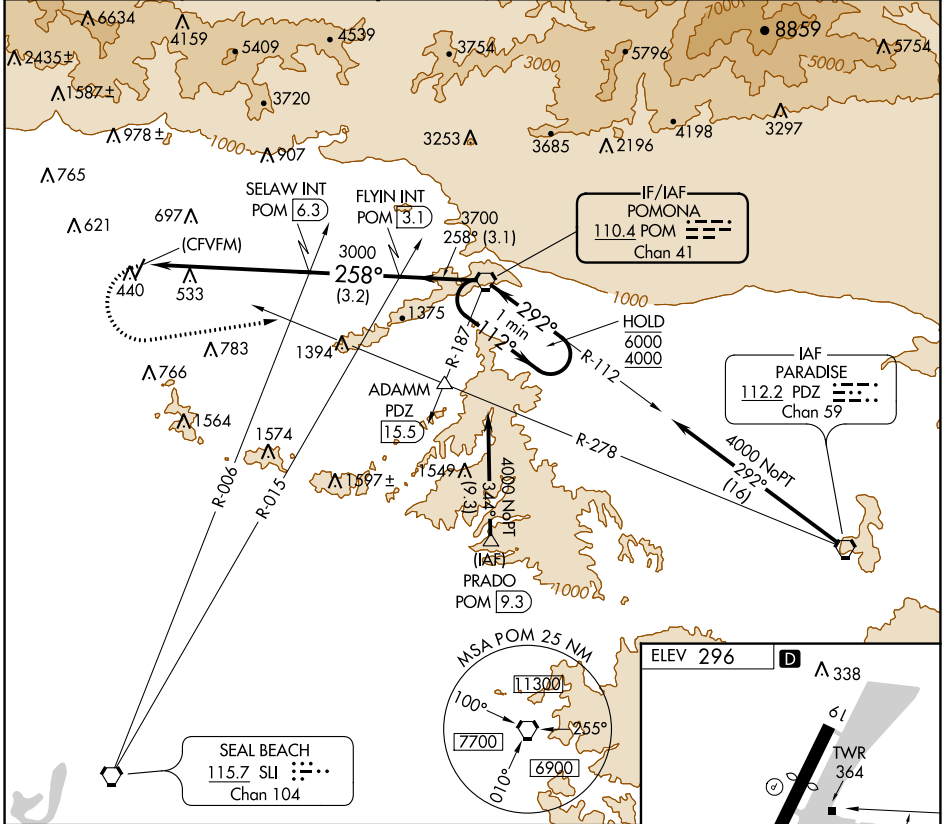 6634
4159
4539
5409
3754
5796
7000
8859
5754
2435±
3000
5000
1587±
3720
978±
1000
907
3253
3685
2196
4198
3297
765
SELAW INT
POM 6.3
FLYIN INT
POM 3.1
IF/IAF
POMONA
110.4 POM
Chan 41
621
697
(CFVFM)
3000
258°
(3.2)
3700
258° (3.1)
440
533
1375
1 min
292°
112°
1000
HOLD
6000
4000
783
1394
R-187
R-112
766
ADAMM
PDZ
15.5
IAF
PARADISE
112.2 PDZ
Chan 59
1564
1574
R-278
4000 NoPT
292°
(16)
1597±
1549
4000 NoPT
344°
(9.3)
R-006
R-015
(IAF)
PRADO
POM 9.3
1000
MSA POM 25 NM
11300
100°
255°
7700
010°
6900
SEAL BEACH
115.7 SLI
Chan 104
ELEV 296 D
338
19
TWR
364
P